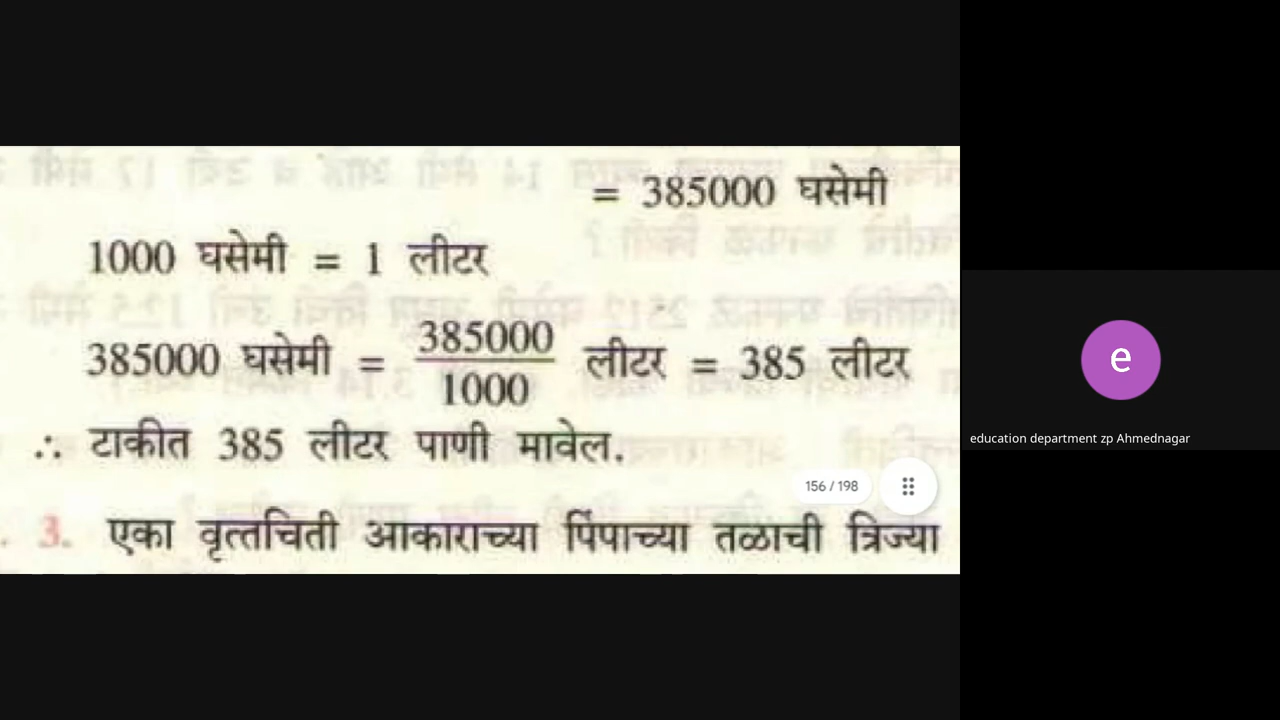 = 385000 घसेमी
1000 घसेमी = 1 लीटर
385000 घसेमी = 385000/1000 लीटर = 385 लीटर
∴ टाकीत 385 लीटर पाणी मावेल.
156 / 198
. 3. एका वृत्तचिती आकाराच्या पिंपाच्या तळाची त्रिज्या
e
education department zp Ahmednagar